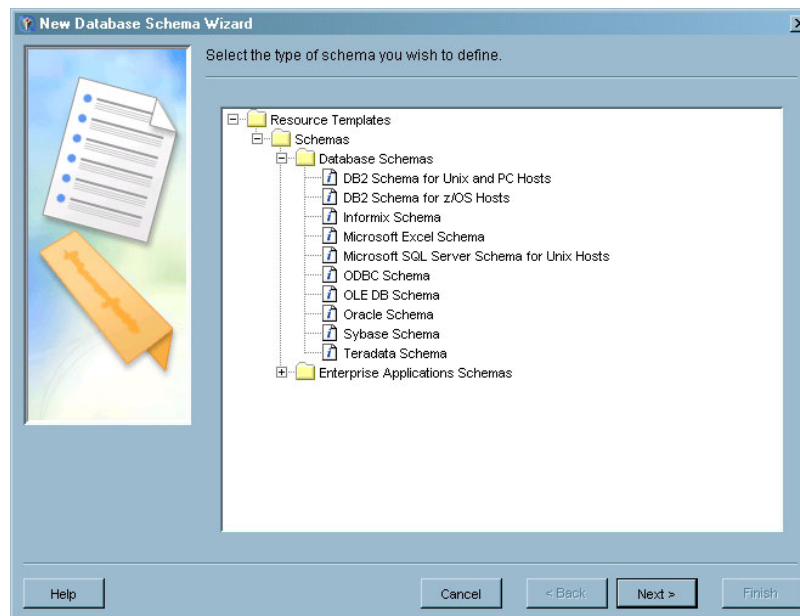 New Database Schema Wizard
Select the type of schema you wish to define.
Resource Templates
Schemas
Database Schemas
DB2 Schema for Unix and PC Hosts
DB2 Schema for z/OS Hosts
Informix Schema
Microsoft Excel Schema
Microsoft SQL Server Schema for Unix Hosts
ODBC Schema
OLE DB Schema
Oracle Schema
Sybase Schema
Teradata Schema
Enterprise Applications Schemas
Help Cancel < Back Next > Finish